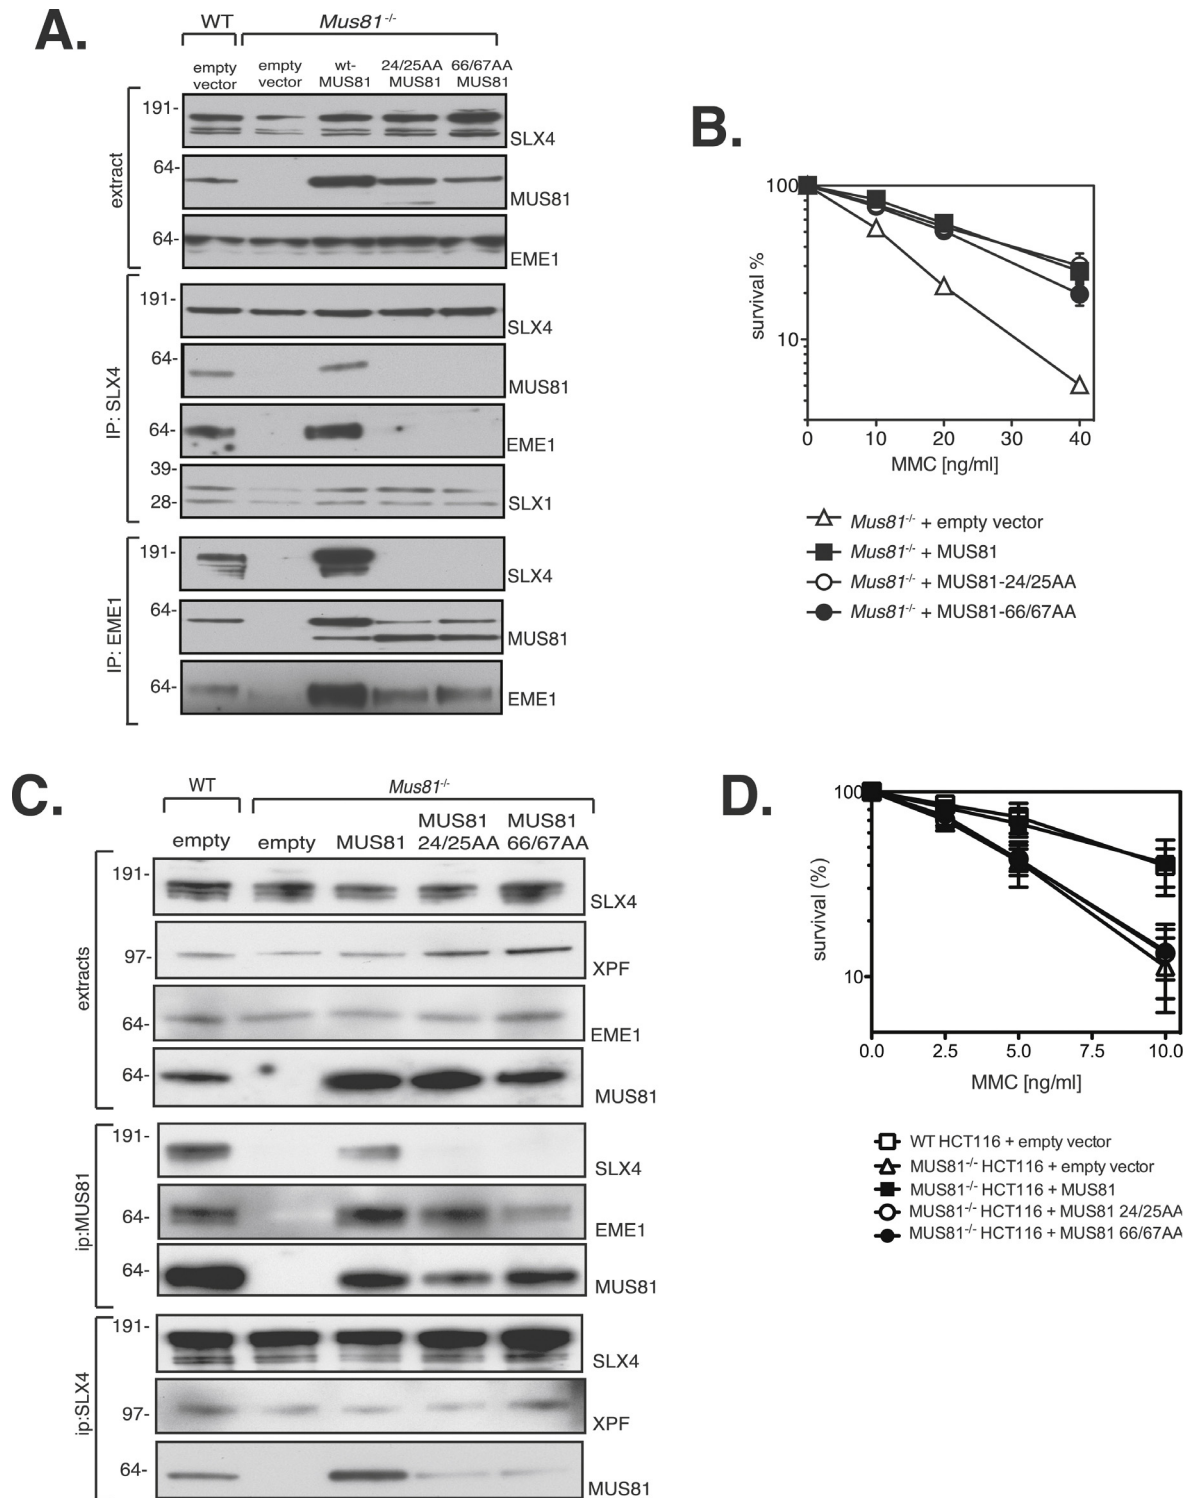 A.
WT
Mus81-/-
empty vector
empty vector
wt-MUS81
24/25AA MUS81
66/67AA MUS81
extract
191-
SLX4
64-
MUS81
64-
EME1
IP: SLX4
191-
SLX4
64-
MUS81
64-
EME1
39-
28-
SLX1
IP: EME1
191-
SLX4
64-
MUS81
64-
EME1
B.
100
10
survival %
0 10 20 30 40
MMC [ng/ml]
Mus81-/- + empty vector
Mus81-/- + MUS81
Mus81-/- + MUS81-24/25AA
Mus81-/- + MUS81-66/67AA
C.
WT
Mus81-/-
empty
empty
MUS81
MUS81 24/25AA
MUS81 66/67AA
extracts
191-
SLX4
97-
XPF
64-
EME1
64-
MUS81
ip:MUS81
191-
SLX4
64-
EME1
64-
MUS81
ip:SLX4
191-
SLX4
97-
XPF
64-
MUS81
D.
100
10
survival (%)
0.0 2.5 5.0 7.5 10.0
MMC [ng/ml]
WT HCT116 + empty vector
MUS81-/- HCT116 + empty vector
MUS81-/- HCT116 + MUS81
MUS81-/- HCT116 + MUS81 24/25AA
MUS81-/- HCT116 + MUS81 66/67AA